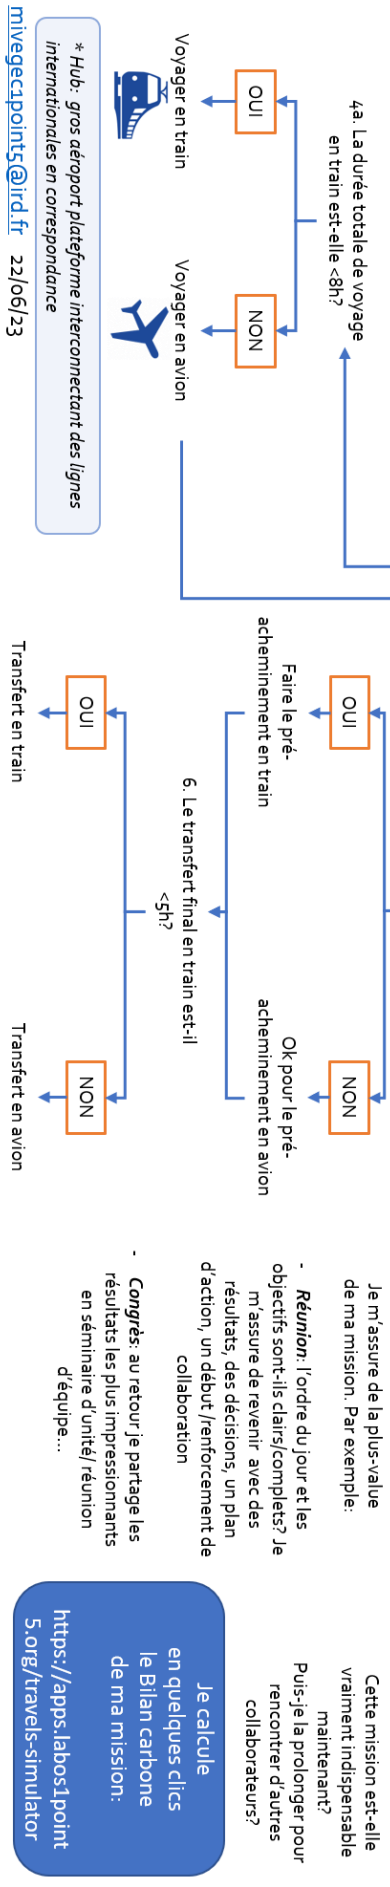 4a. La durée totale de voyage
en train est-elle <8h?
OUI
NON
Voyager en train
Voyager en avion
* Hub: gros aéroport plateforme interconnectant des lignes
internationales en correspondance
mivegec1point5@ird.fr 22/06/23
OUI
NON
Faire le pré-
acheminement en train
Ok pour le pré-
acheminement en avion
6. Le transfert final en train est-il
<5h?
OUI
NON
Transfert en train
Transfert en avion
Je m'assure de la plus-value
de ma mission. Par exemple:
- Réunion: l'ordre du jour et les
objectifs sont-ils clairs/complets? Je
m'assure de revenir avec des
résultats, des décisions, un plan
d'action, un début /renforcement de
collaboration
- Congrès: au retour je partage les
résultats les plus impressionnants
en séminaire d'unité/ réunion
d'équipe...
Cette mission est-elle
vraiment indispensable
maintenant?
Puis-je la prolonger pour
rencontrer d'autres
collaborateurs?
Je calcule
en quelques clics
le Bilan carbone
de ma mission:
https://apps.labos1point
5.org/travels-simulator